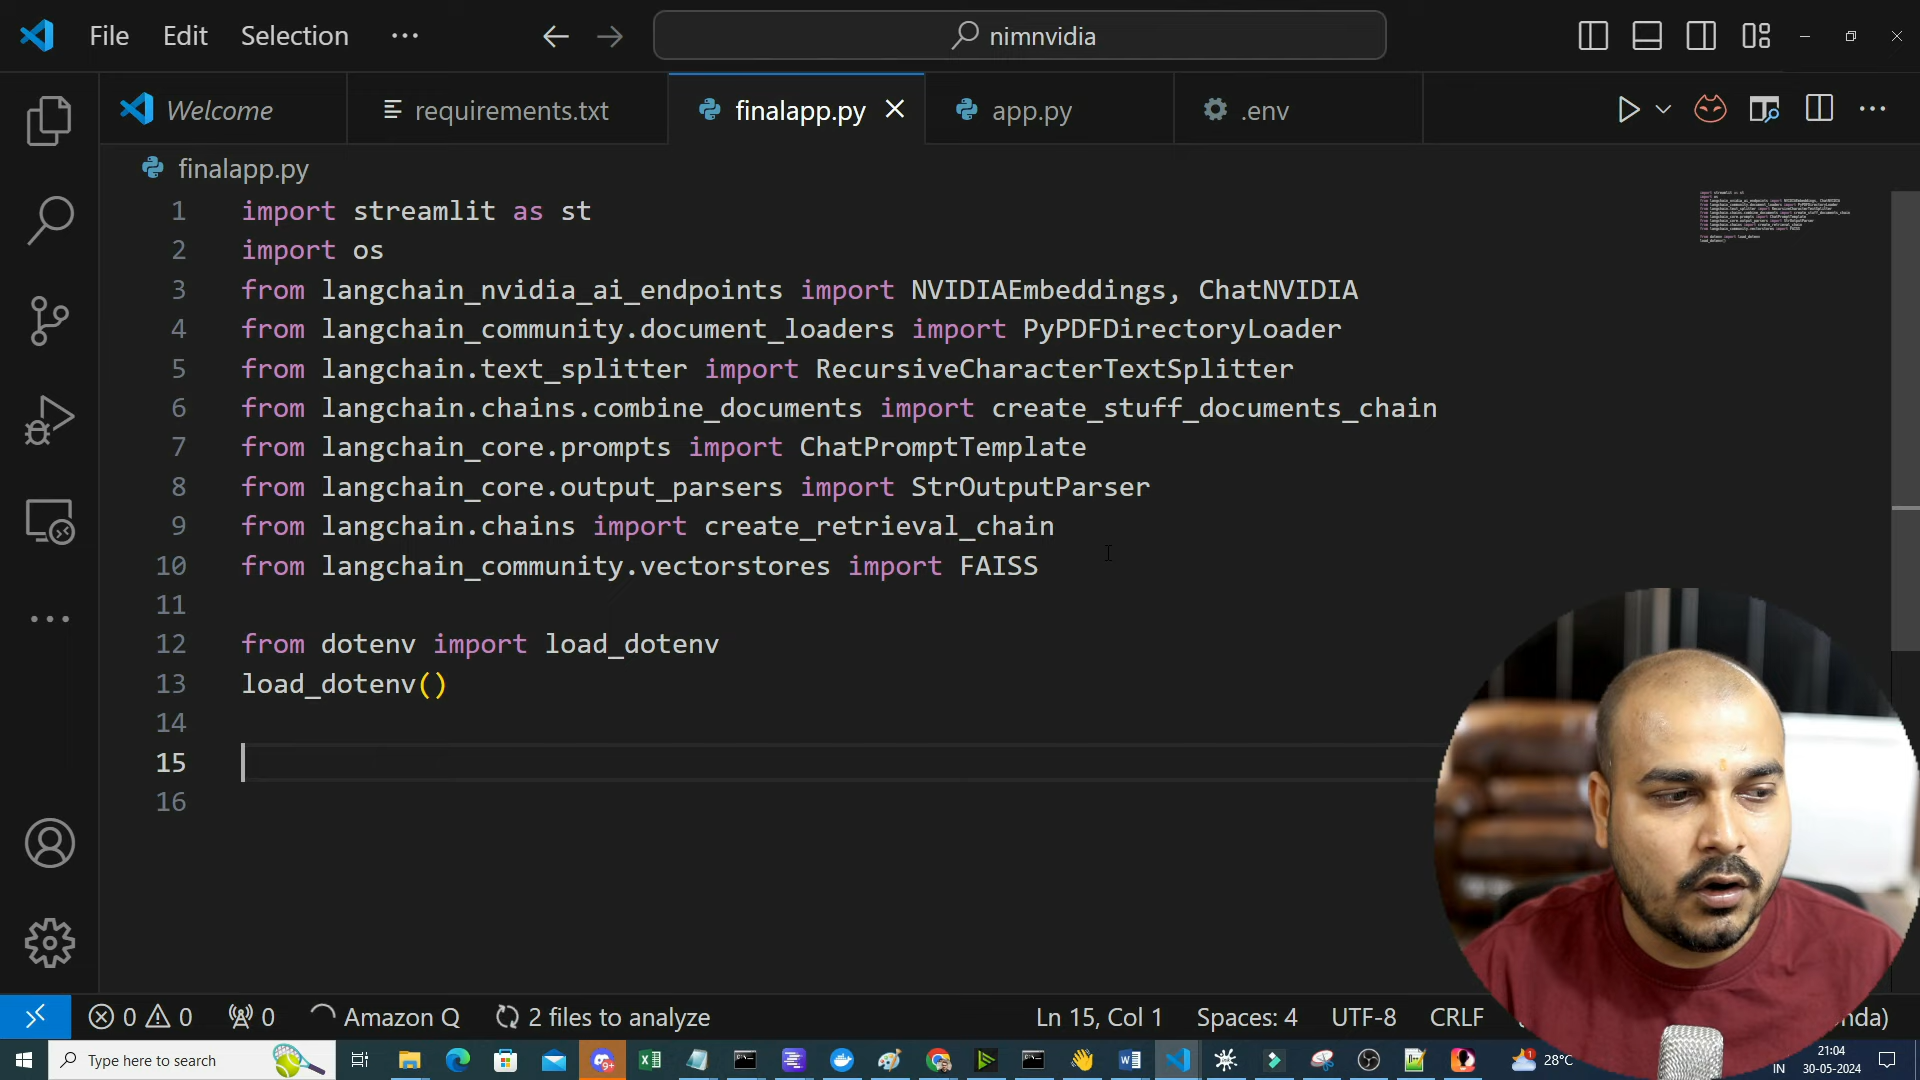 File Edit Selection ··· nimnvidia
Welcome requirements.txt finalapp.py app.py .env
finalapp.py
1 import streamlit as st
2 import os
3 from langchain_nvidia_ai_endpoints import NVIDIAEmbeddings, ChatNVIDIA
4 from langchain_community.document_loaders import PyPDFDirectoryLoader
5 from langchain.text_splitter import RecursiveCharacterTextSplitter
6 from langchain.chains.combine_documents import create_stuff_documents_chain
7 from langchain_core.prompts import ChatPromptTemplate
8 from langchain_core.output_parsers import StrOutputParser
9 from langchain.chains import create_retrieval_chain
10 from langchain_community.vectorstores import FAISS
11
12 from dotenv import load_dotenv
13 load_dotenv()
14
15
16
0 0 0 Amazon Q 2 files to analyze Ln 15, Col 1 Spaces: 4 UTF-8 CRLF nda)
Type here to search 9+ 1 28°C IN 21:04
30-05-2024